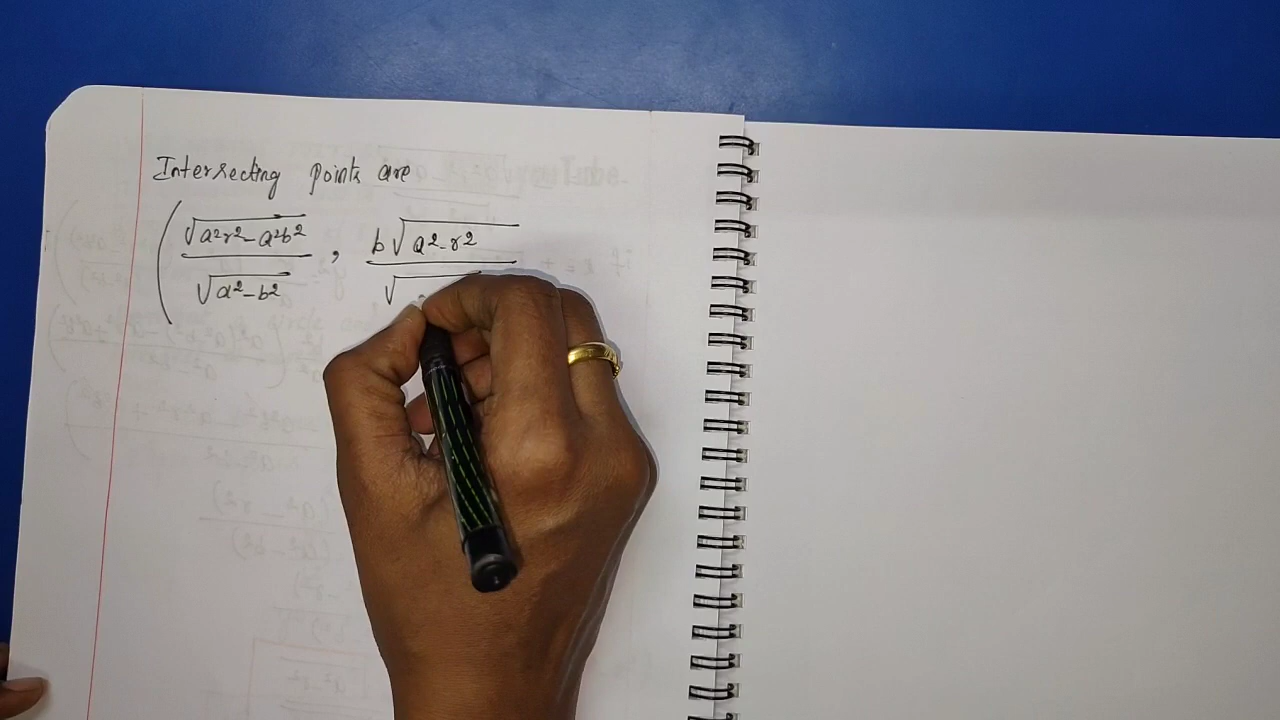 Intersecting points are
( √a²r²-a²b² / √a²-b² , b√a²-r² / √